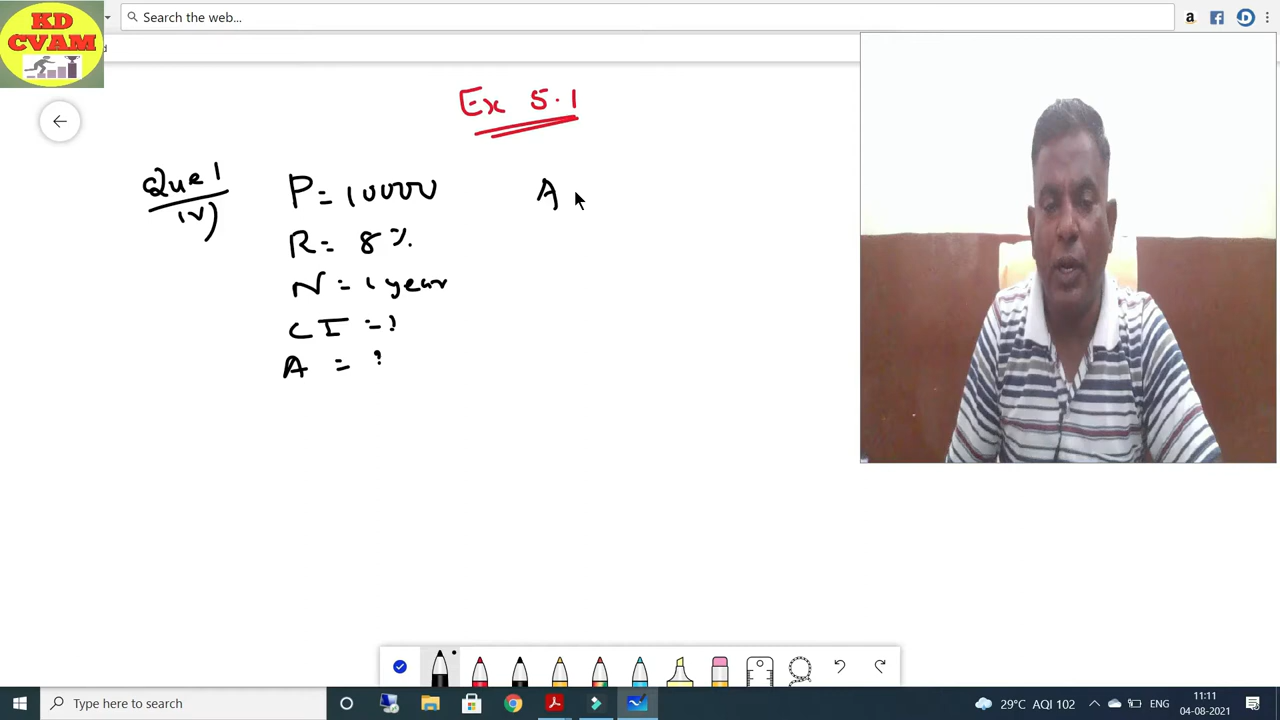 KD
CVAM
Search the web...
Ex 5.1
Que 1
iv)
P = 10000
R = 8 %.
N = 1 year
CI = ?
A = ?
A
Type here to search
29°C AQI 102
ENG
11:11
04-08-2021